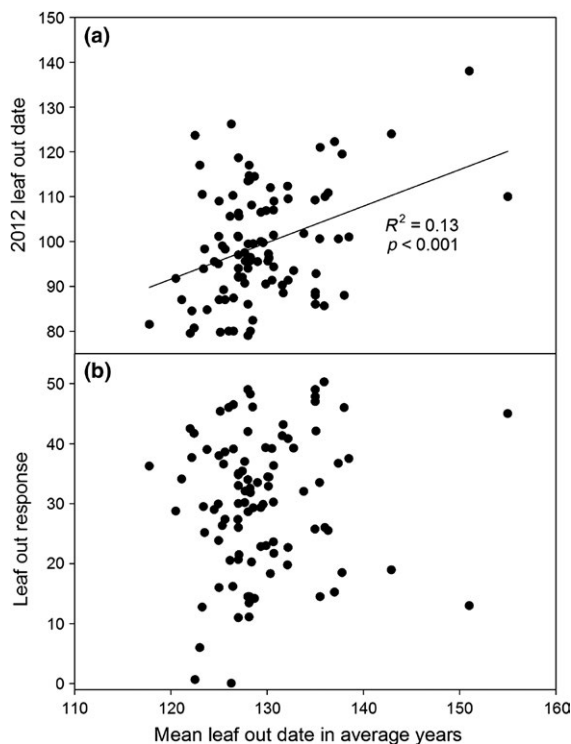 (a)
150
140
130
120
110
100
90
80
2012 leaf out date
R² = 0.13
p < 0.001
(b)
50
40
30
20
10
0
Leaf out response
110 120 130 140 150 160
Mean leaf out date in average years